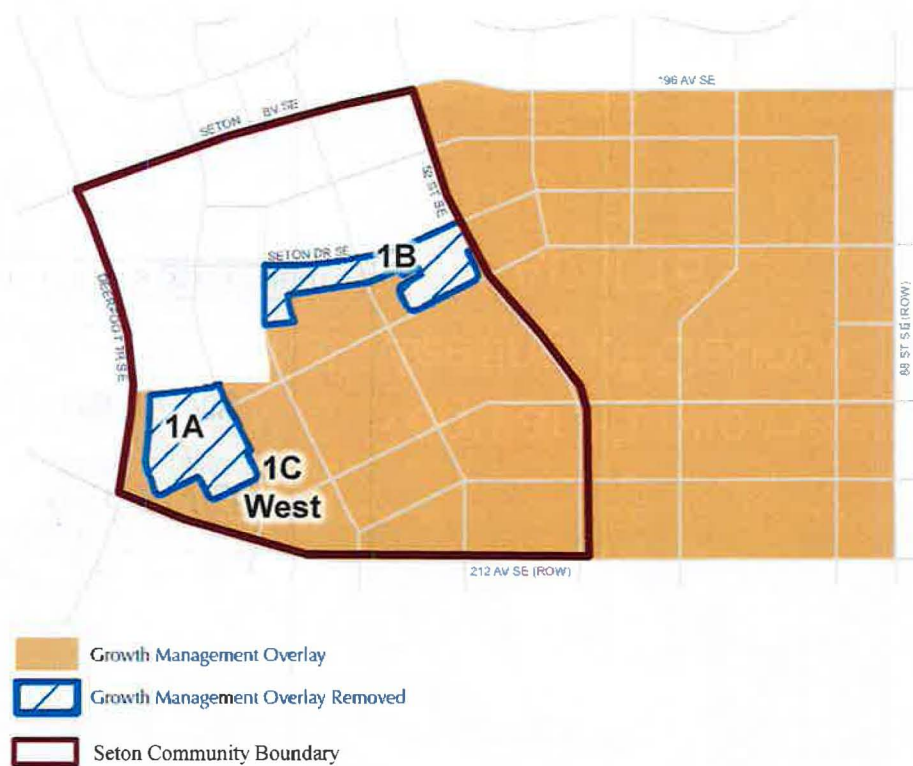 196 AV SE
SETON BV SE
52 ST SE
SETON DR SE
1B
DEERFOOT TR SE
88 ST SE (ROW)
1A
1C
West
212 AV SE (ROW)
Growth Management Overlay
Growth Management Overlay Removed
Seton Community Boundary